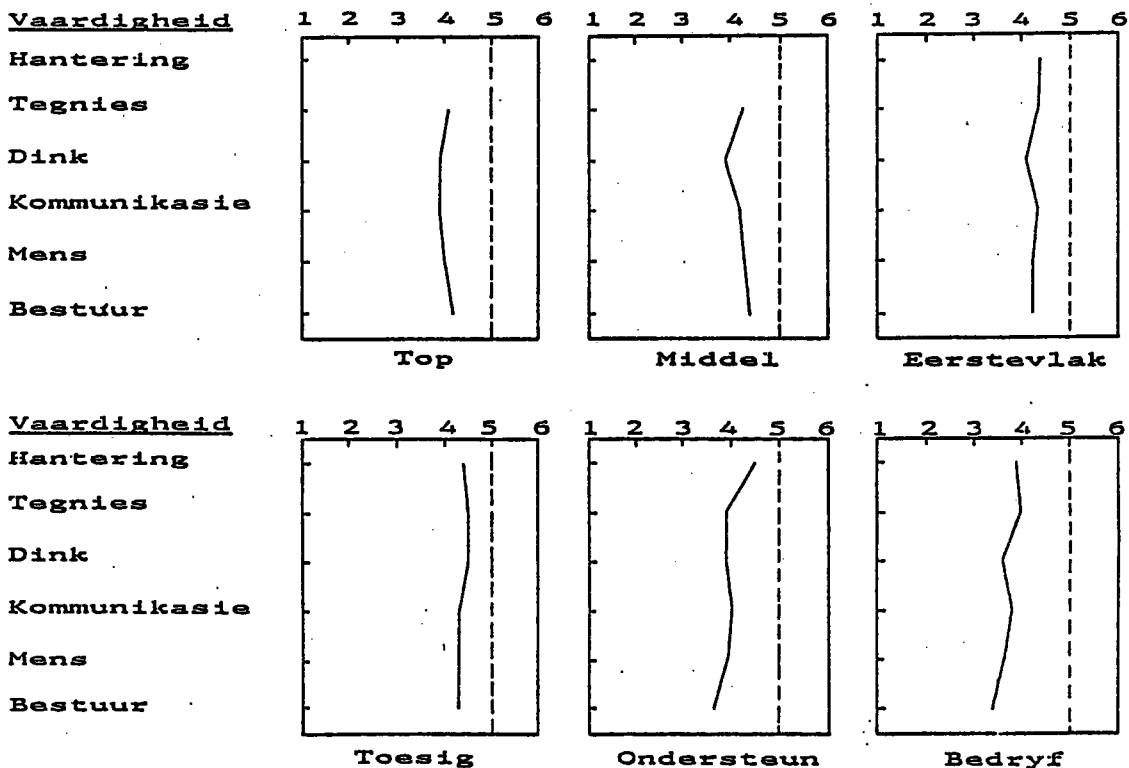 Vaardigheid 1 2 3 4 5 6 1 2 3 4 5 6 1 2 3 4 5 6
Hantering
Tegnies
Dink
Kommunikasie
Mens
Bestuur
Top Middel Eerstevlak
Vaardigheid 1 2 3 4 5 6 1 2 3 4 5 6 1 2 3 4 5 6
Hantering
Tegnies
Dink
Kommunikasie
Mens
Bestuur
Toesig Ondersteun Bedryf